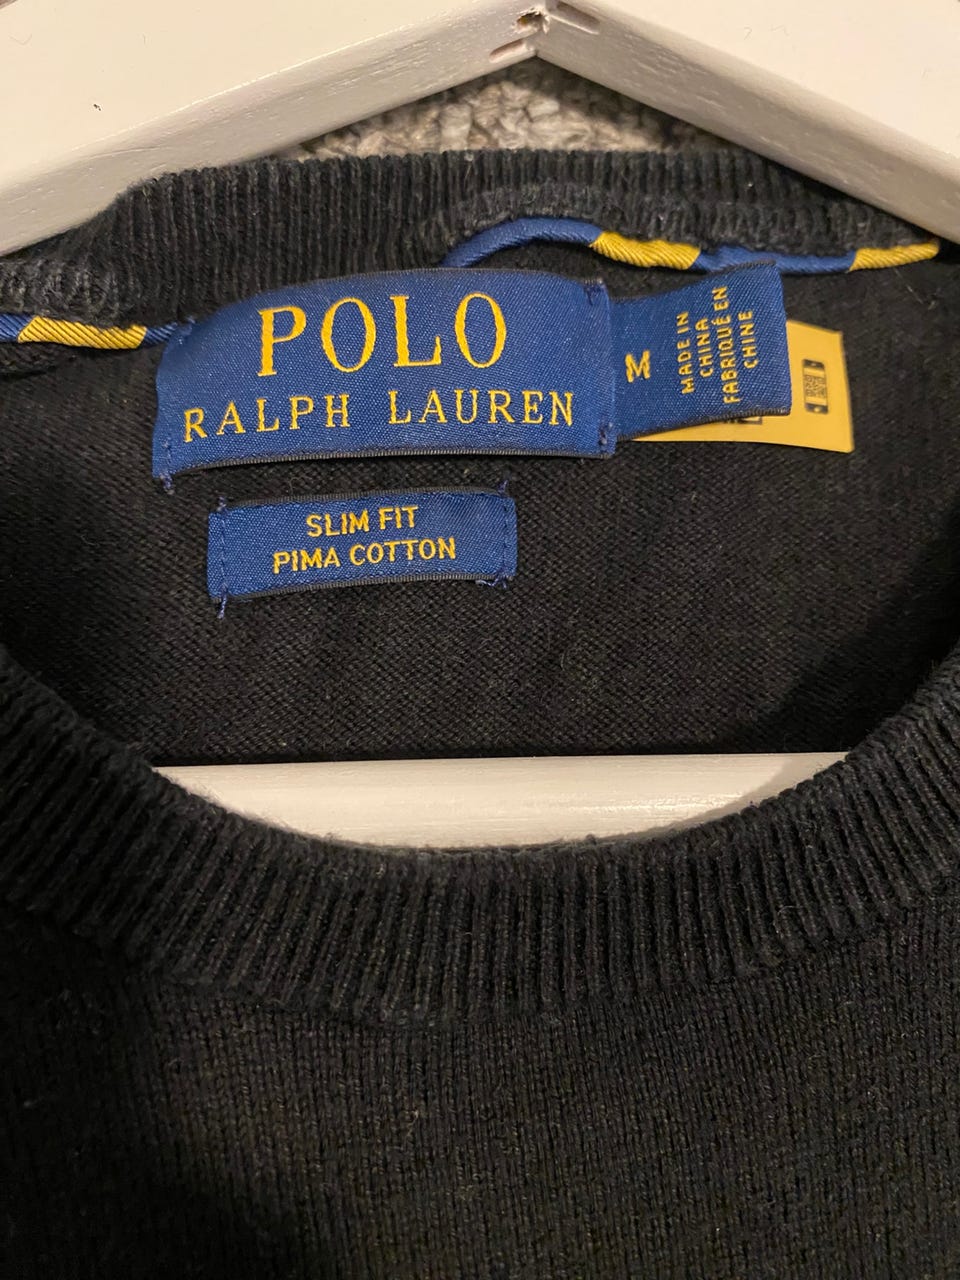 POLO
RALPH LAUREN
M
MADE IN
CHINA
FABRIQUÉ EN
CHINE
SLIM FIT
PIMA COTTON